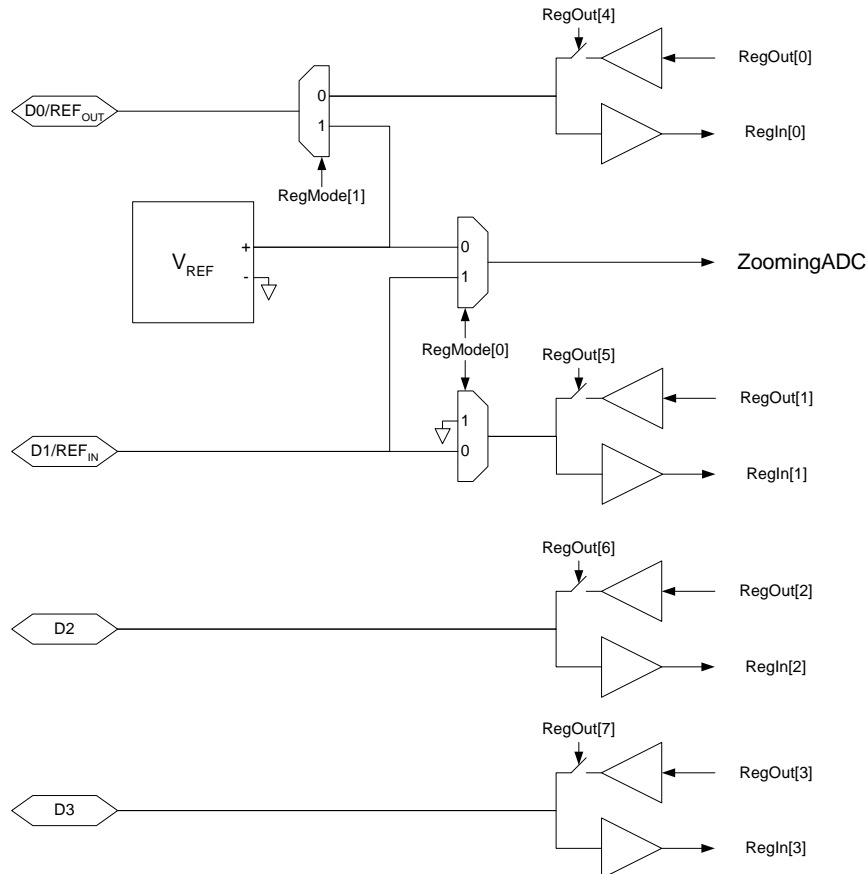 RegOut[4]
RegOut[0]
D0/REFOUT
0
1
RegIn[0]
RegMode[1]
VREF
+
-
0
1
ZoomingADC
RegMode[0]
RegOut[5]
RegOut[1]
1
0
D1/REFIN
RegIn[1]
RegOut[6]
RegOut[2]
D2
RegIn[2]
RegOut[7]
RegOut[3]
D3
RegIn[3]